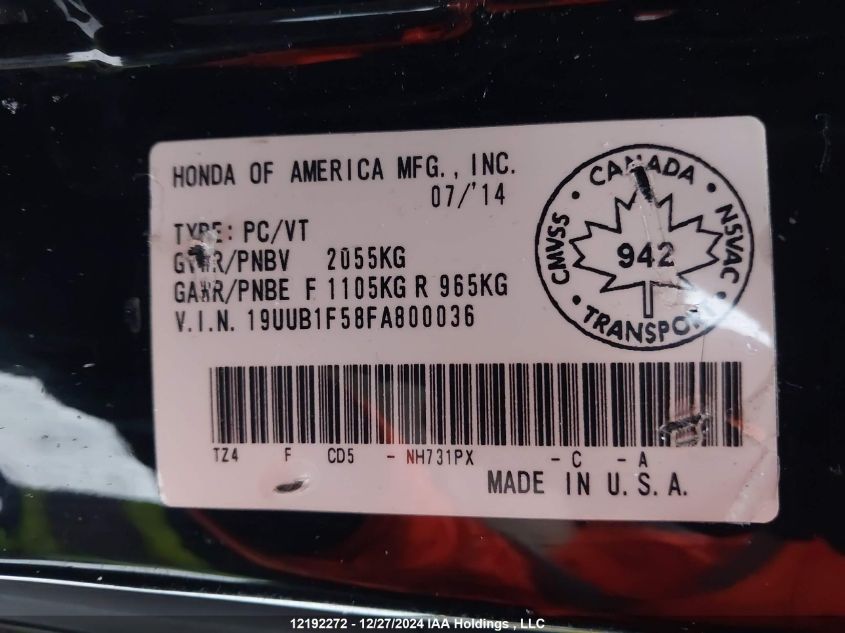 HONDA OF AMERICA MFG., INC.
07/'14
TYPE: PC/VT
GVWR/PNBV 2055KG
GAWR/PNBE F 1105KG R 965KG
V.I.N. 19UUB1F58FA800036
CANADA
CMVSS
NSVAC
942
TRANSPORT
TZ4 F CD5 - NH731PX - C - A
MADE IN U.S.A.
12192272 - 12/27/2024 IAA Holdings , LLC